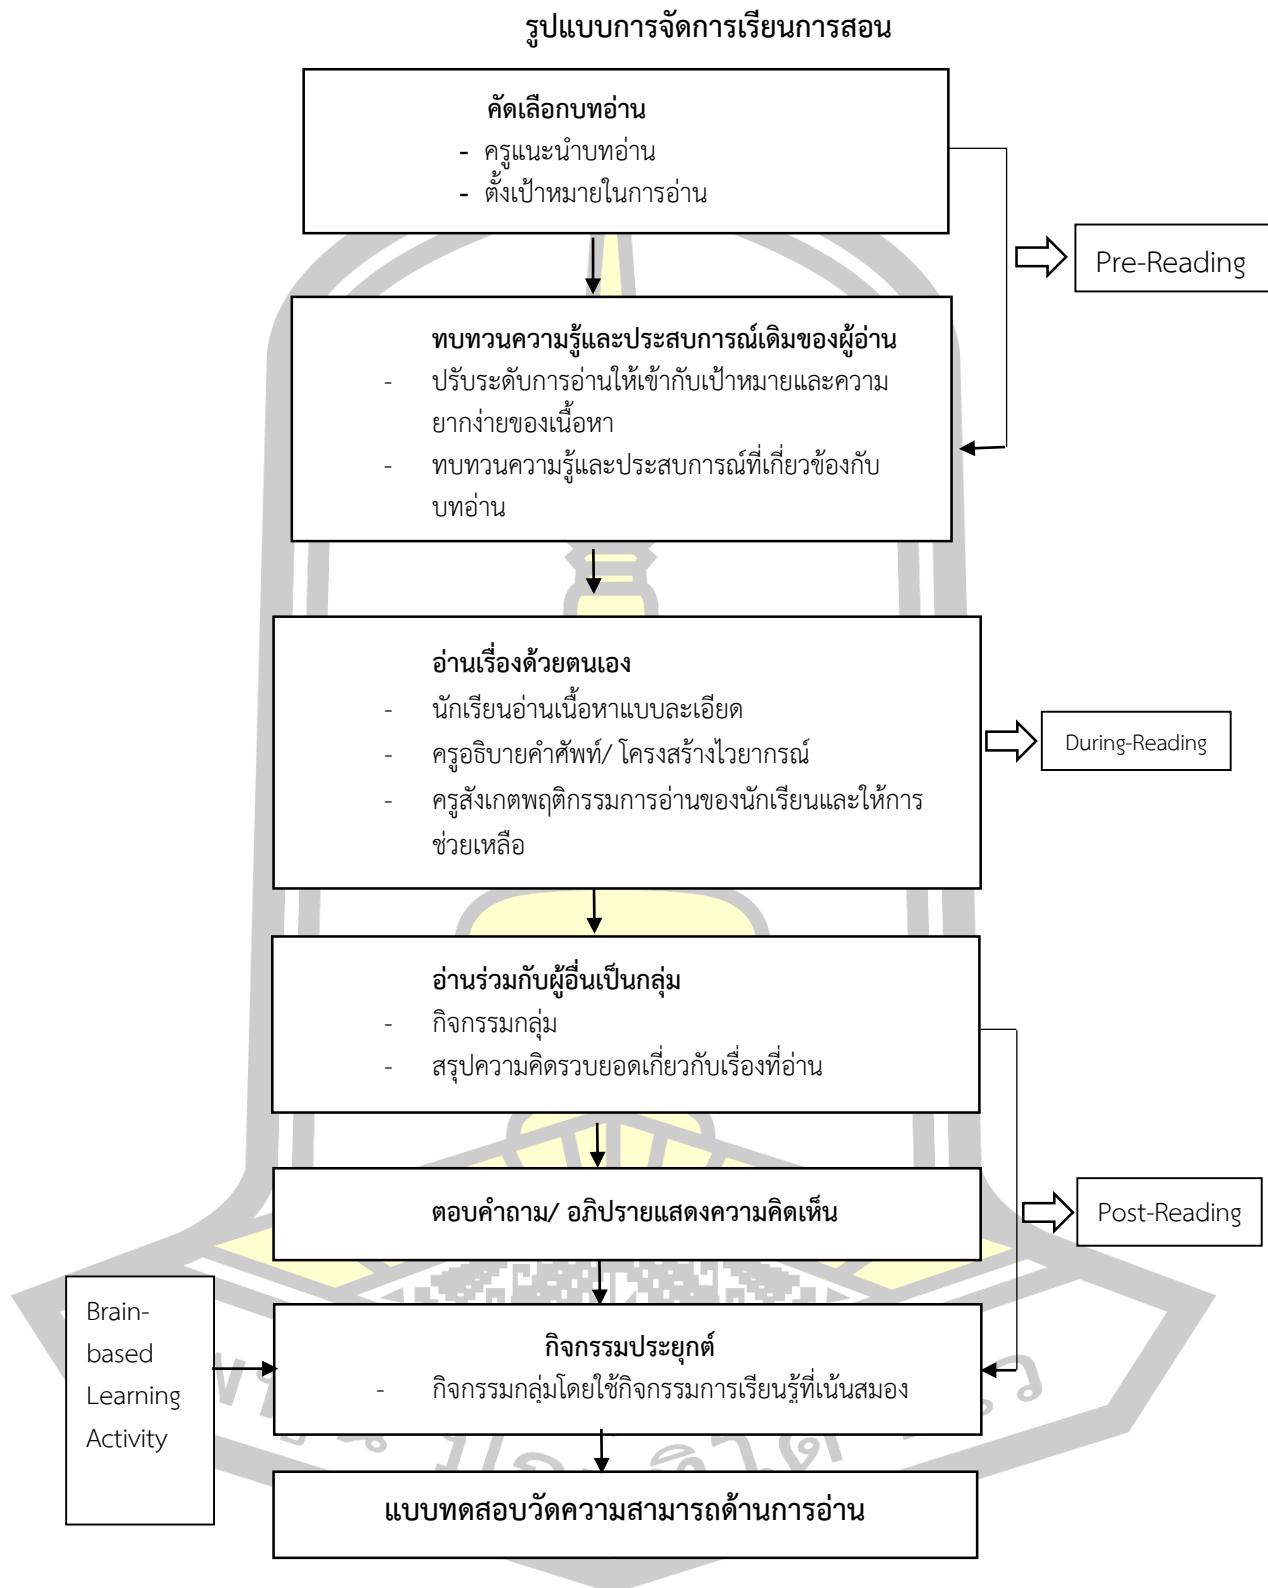 รูปแบบการจัดการเรียนการสอน
คัดเลือกบทอ่าน
- ครูแนะนำบทอ่าน
- ตั้งเป้าหมายในการอ่าน
Pre-Reading
ทบทวนความรู้และประสบการณ์เดิมของผู้อ่าน
- ปรับระดับการอ่านให้เข้ากับเป้าหมายและความ
ยากง่ายของเนื้อหา
- ทบทวนความรู้และประสบการณ์ที่เกี่ยวข้องกับ
บทอ่าน
อ่านเรื่องด้วยตนเอง
- นักเรียนอ่านเนื้อหาแบบละเอียด
- ครูอธิบายคำศัพท์/ โครงสร้างไวยากรณ์
- ครูสังเกตพฤติกรรมการอ่านของนักเรียนและให้การ
ช่วยเหลือ
During-Reading
อ่านร่วมกับผู้อื่นเป็นกลุ่ม
- กิจกรรมกลุ่ม
- สรุปความคิดรวบยอดเกี่ยวกับเรื่องที่อ่าน
ตอบคำถาม/ อภิปรายแสดงความคิดเห็น
Post-Reading
Brain-
based
Learning
Activity
กิจกรรมประยุกต์
- กิจกรรมกลุ่มโดยใช้กิจกรรมการเรียนรู้ที่เน้นสมอง
แบบทดสอบวัดความสามารถด้านการอ่าน